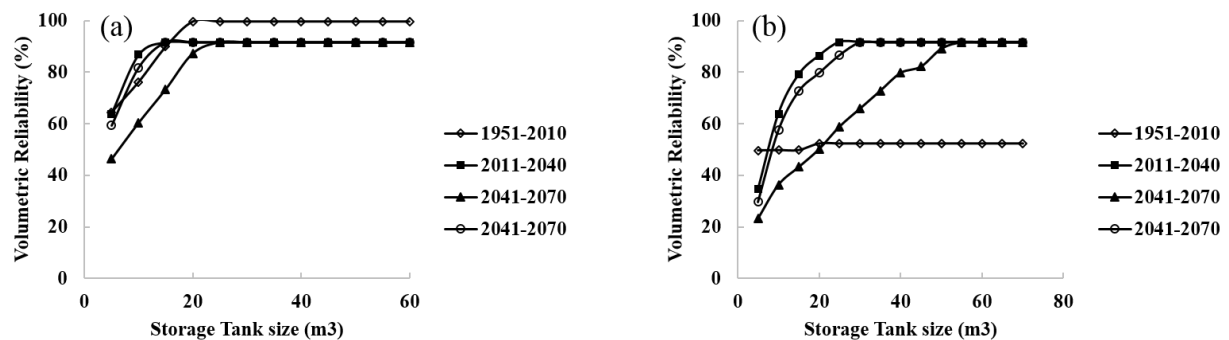 (a)
Volumetric Reliability (%)
100
80
60
40
20
0
0 20 40 60
Storage Tank size (m3)
1951-2010
2011-2040
2041-2070
2041-2070
(b)
Volumetric Reliability (%)
100
80
60
40
20
0
0 20 40 60 80
Storage Tank size (m3)
1951-2010
2011-2040
2041-2070
2041-2070